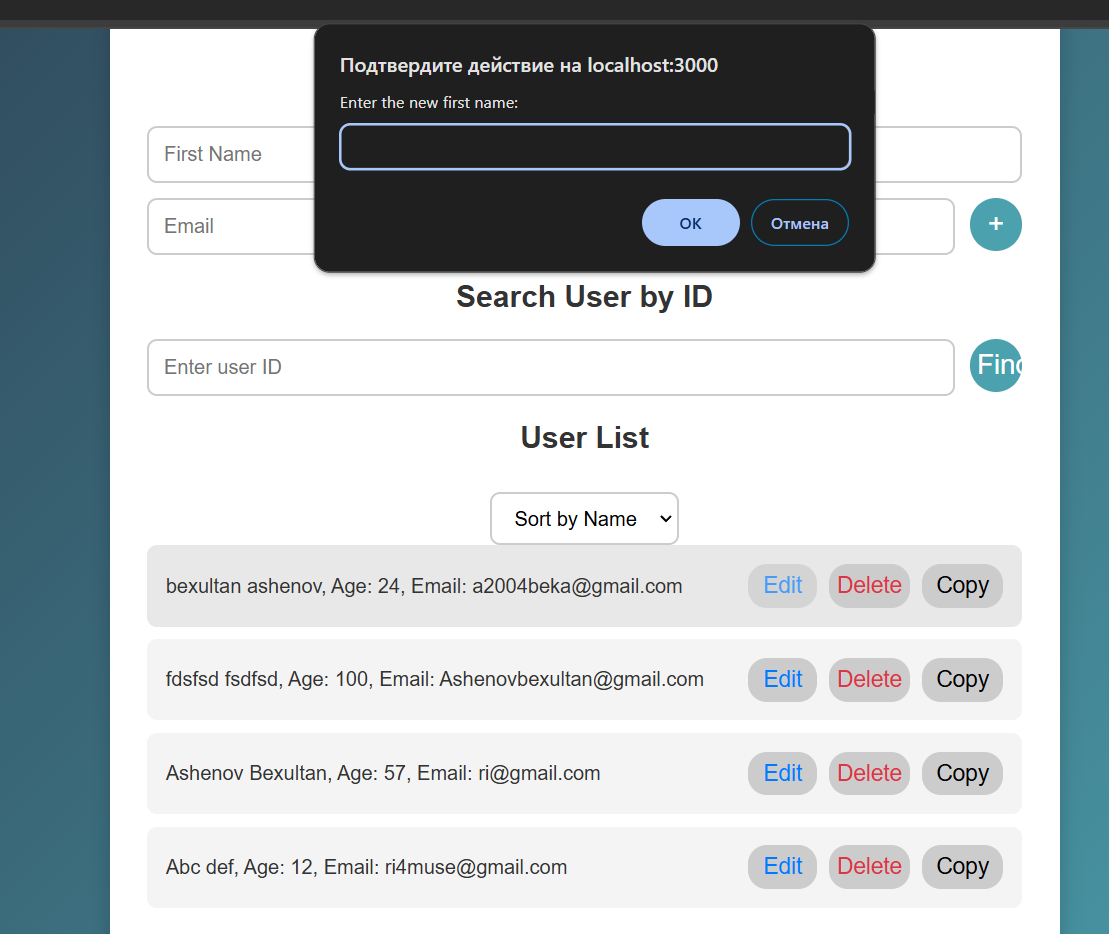 Подтвердите действие на localhost:3000
Enter the new first name:
First Name
OK Отмена
Email +
Search User by ID
Enter user ID Find
User List
Sort by Name
bexultan ashenov, Age: 24, Email: a2004beka@gmail.com Edit Delete Copy
fdsfsd fsdfsd, Age: 100, Email: Ashenovbexultan@gmail.com Edit Delete Copy
Ashenov Bexultan, Age: 57, Email: ri@gmail.com Edit Delete Copy
Abc def, Age: 12, Email: ri4muse@gmail.com Edit Delete Copy